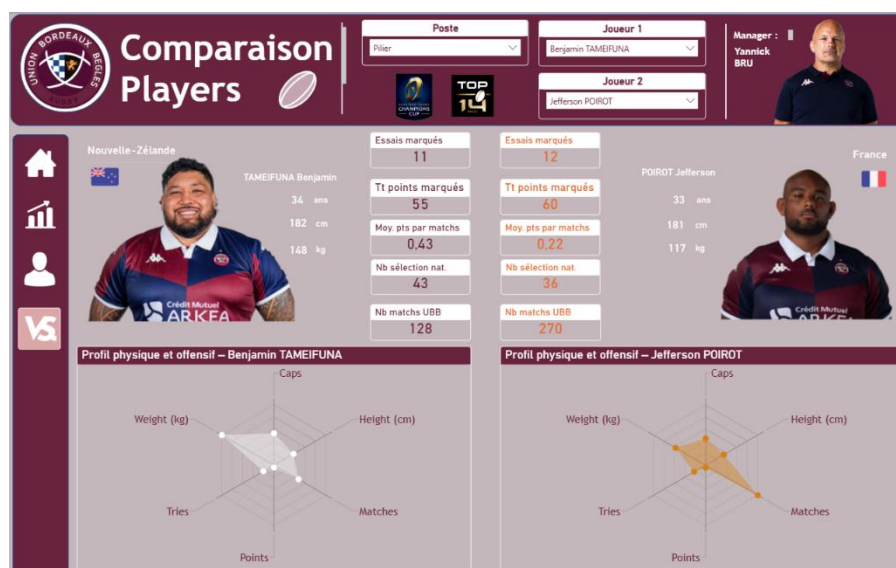 UNION BORDEAUX BEGLES
RUGBY
Comparaison
Players
Poste
Pilier
CHAMPIONS
CUP
TOP
14
Joueur 1
Benjamin TAMEIFUNA
Joueur 2
Jefferson POIROT
Manager :
Yannick
BRU
Nouvelle-Zélande
TAMEIFUNA Benjamin
34 ans
182 cm
148 kg
Crédit Mutuel
ARKEA
Essais marqués
11
Tt points marqués
55
Moy. pts par matchs
0,43
Nb sélection nat.
43
Nb matchs UBB
128
Essais marqués
12
Tt points marqués
60
Moy. pts par matchs
0,22
Nb sélection nat.
36
Nb matchs UBB
270
POIROT Jefferson
33 ans
181 cm
117 kg
France
Crédit Mutuel
ARKEA
VS
Profil physique et offensif – Benjamin TAMEIFUNA
Caps
Weight (kg)
Height (cm)
Tries
Matches
Points
Profil physique et offensif – Jefferson POIROT
Caps
Weight (kg)
Height (cm)
Tries
Matches
Points